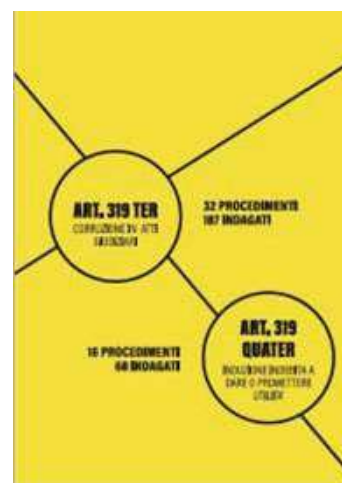 ART. 319 TER
CORRUZIONE IN ATTI
GIUDIZIARI
32 PROCEDIMENTI
187 INDAGATI
ART. 319
QUATER
INDUZIONE INDEBITA A
DARE O PROMETTERE
UTILITÀ
16 PROCEDIMENTI
68 INDAGATI